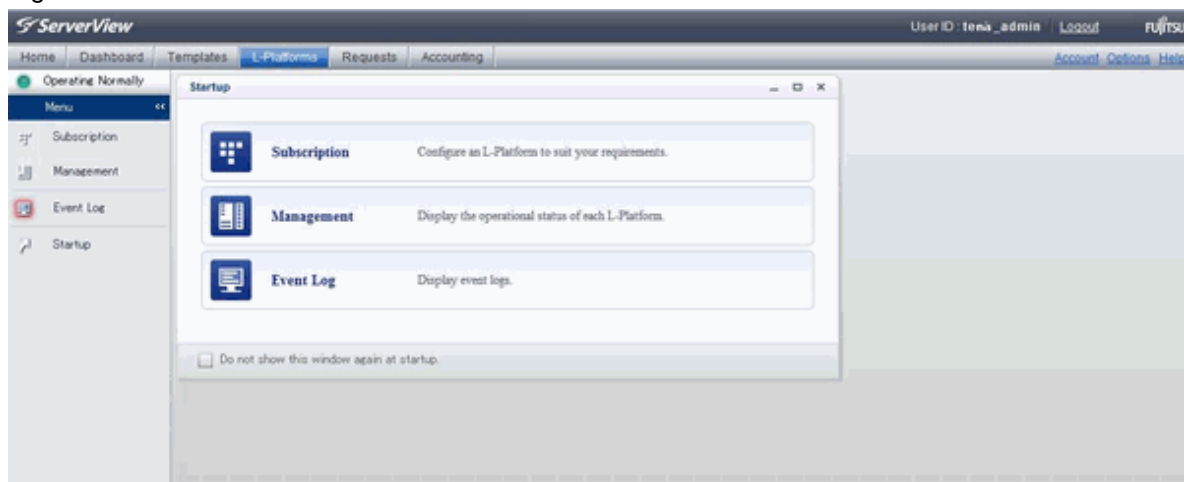 ServerView
UserID : tena_admin Logout FUJITSU
Home Dashboard Templates L-Platforms Requests Accounting
Account Options Help
Operating Normally
Menu <<
Subscription
Management
Event Log
Startup
Startup
Subscription Configure an L-Platform to suit your requirements.
Management Display the operational status of each L-Platform.
Event Log Display event logs.
Do not show this window again at startup.